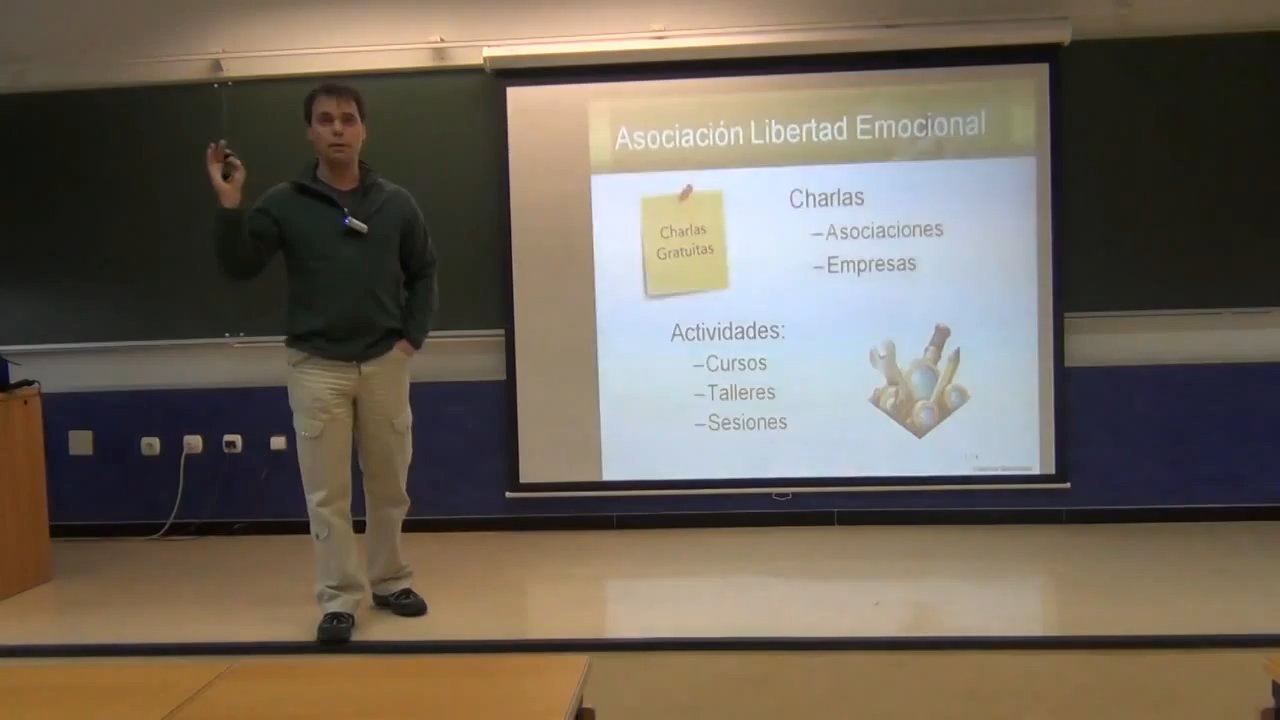 Asociación Libertad Emocional
Charlas
Gratuitas
Charlas
–Asociaciones
–Empresas
Actividades:
–Cursos
–Talleres
–Sesiones